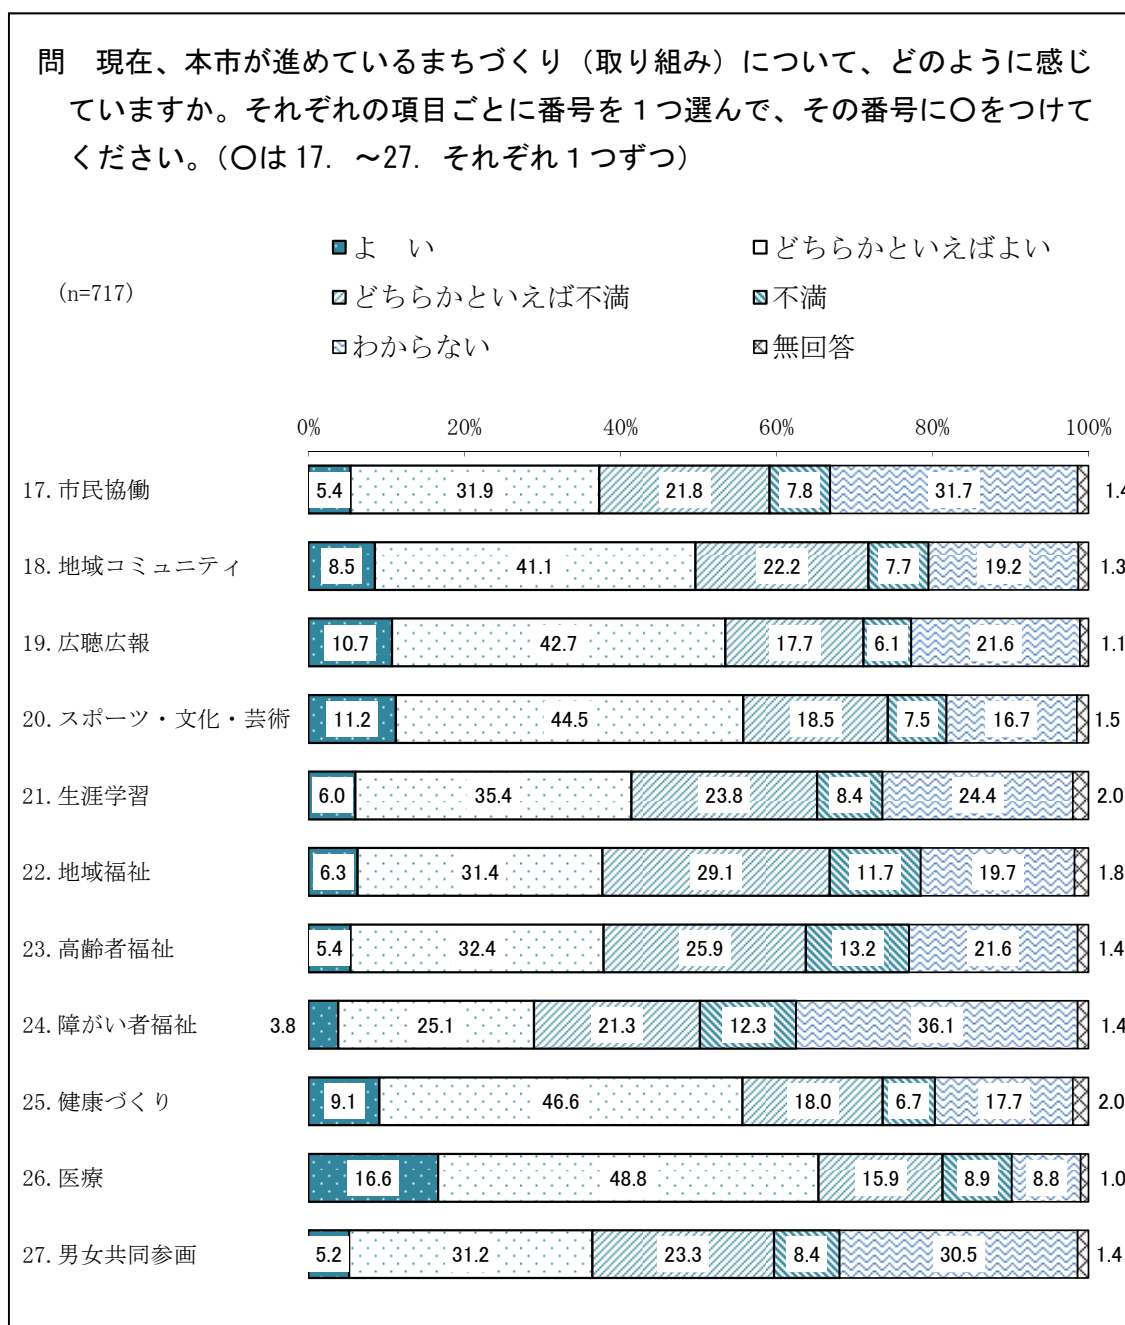 問　現在、本市が進めているまちづくり（取り組み）について、どのように感じ
ていますか。それぞれの項目ごとに番号を１つ選んで、その番号に〇をつけて
ください。（〇は 17. ～27. それぞれ１つずつ）
よ　い
どちらかといえばよい
(n=717)
どちらかといえば不満
不満
わからない
無回答
0% 20% 40% 60% 80% 100%
17.市民協働 5.4 31.9 21.8 7.8 31.7 1.4
18.地域コミュニティ 8.5 41.1 22.2 7.7 19.2 1.3
19.広聴広報 10.7 42.7 17.7 6.1 21.6 1.1
20.スポーツ・文化・芸術 11.2 44.5 18.5 7.5 16.7 1.5
21.生涯学習 6.0 35.4 23.8 8.4 24.4 2.0
22.地域福祉 6.3 31.4 29.1 11.7 19.7 1.8
23.高齢者福祉 5.4 32.4 25.9 13.2 21.6 1.4
24.障がい者福祉 3.8 25.1 21.3 12.3 36.1 1.4
25.健康づくり 9.1 46.6 18.0 6.7 17.7 2.0
26.医療 16.6 48.8 15.9 8.9 8.8 1.0
27.男女共同参画 5.2 31.2 23.3 8.4 30.5 1.4